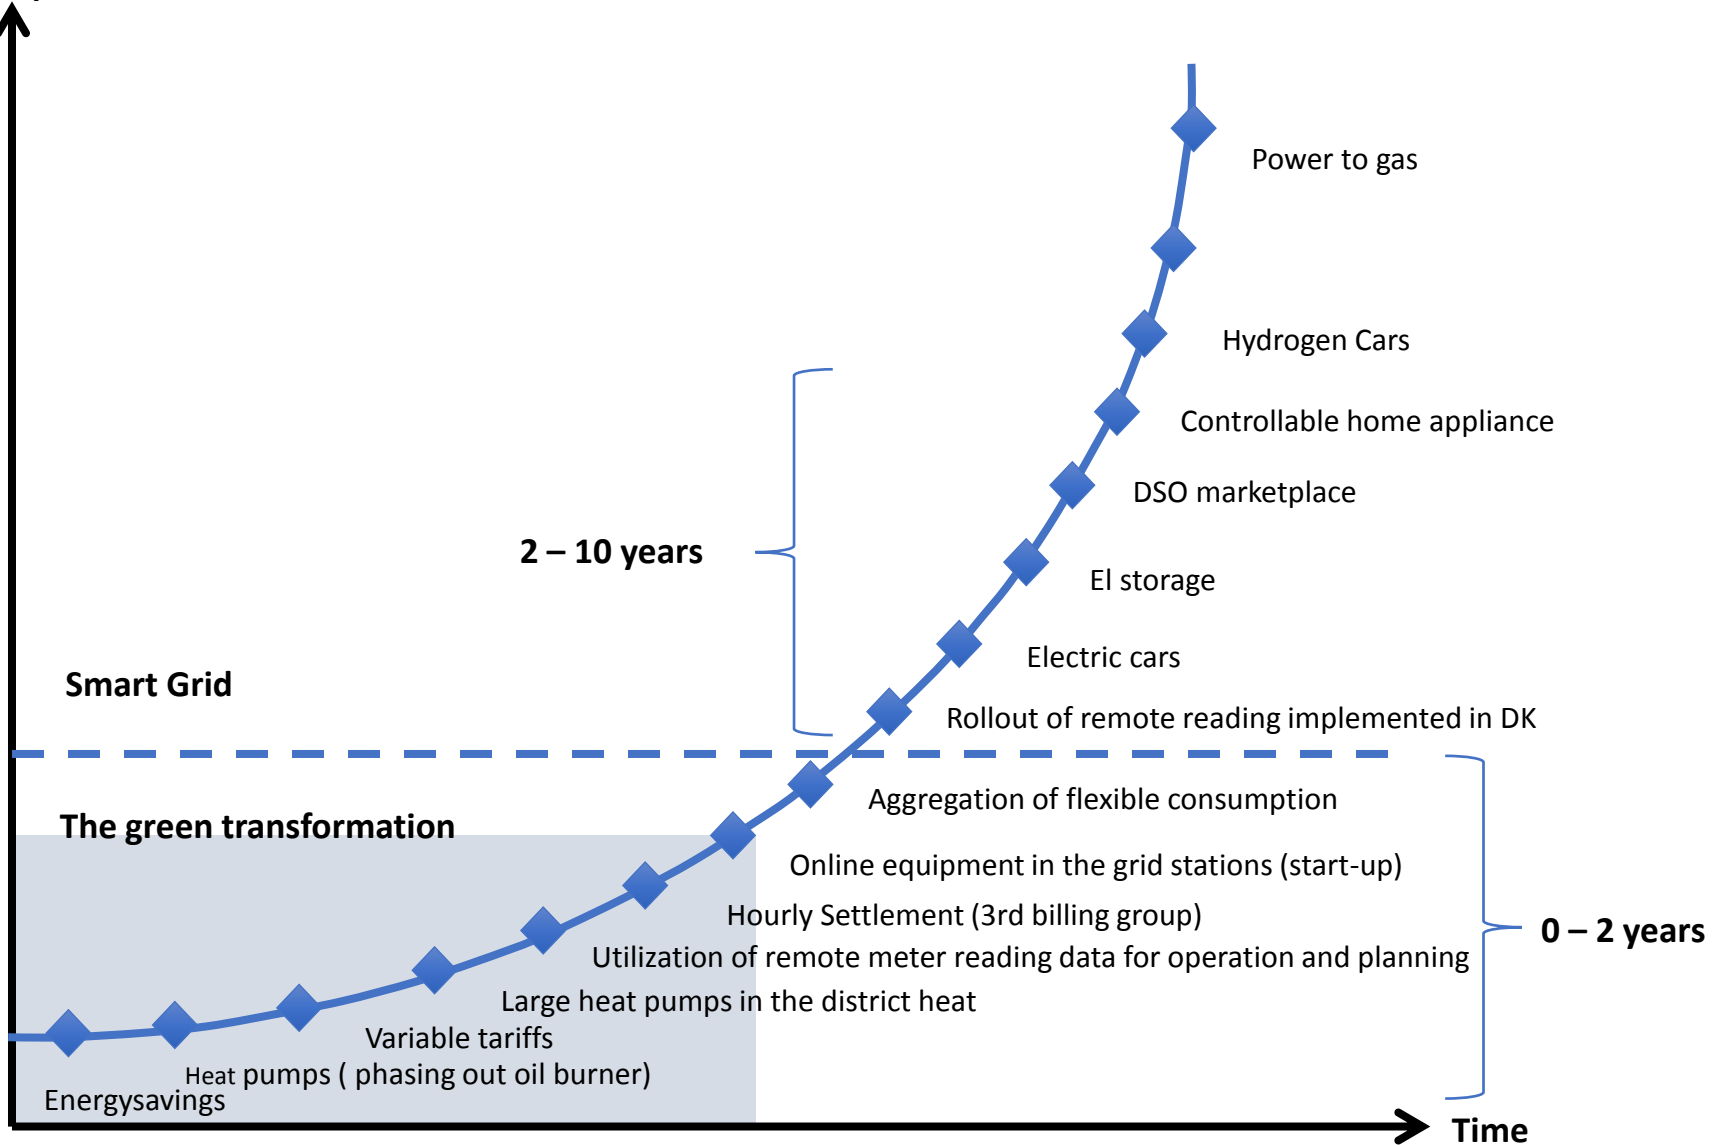 Power to gas
Hydrogen Cars
Controllable home appliance
DSO marketplace
2 – 10 years
El storage
Electric cars
Smart Grid
Rollout of remote reading implemented in DK
Aggregation of flexible consumption
The green transformation
Online equipment in the grid stations (start-up)
Hourly Settlement (3rd billing group)
0 – 2 years
Utilization of remote meter reading data for operation and planning
Large heat pumps in the district heat
Variable tariffs
Heat pumps ( phasing out oil burner)
Energysavings
Time